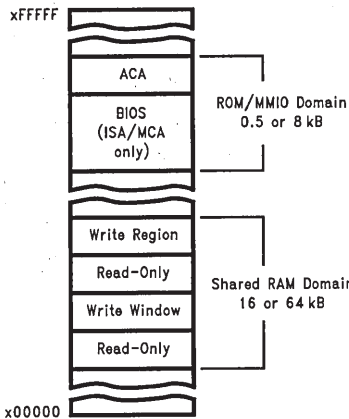 xFFFFF
ACA
BIOS
(ISA/MCA
only)
ROM/MMIO Domain
0.5 or 8 kB
Write Region
Read-Only
Write Window
Read-Only
Shared RAM Domain
16 or 64 kB
x00000